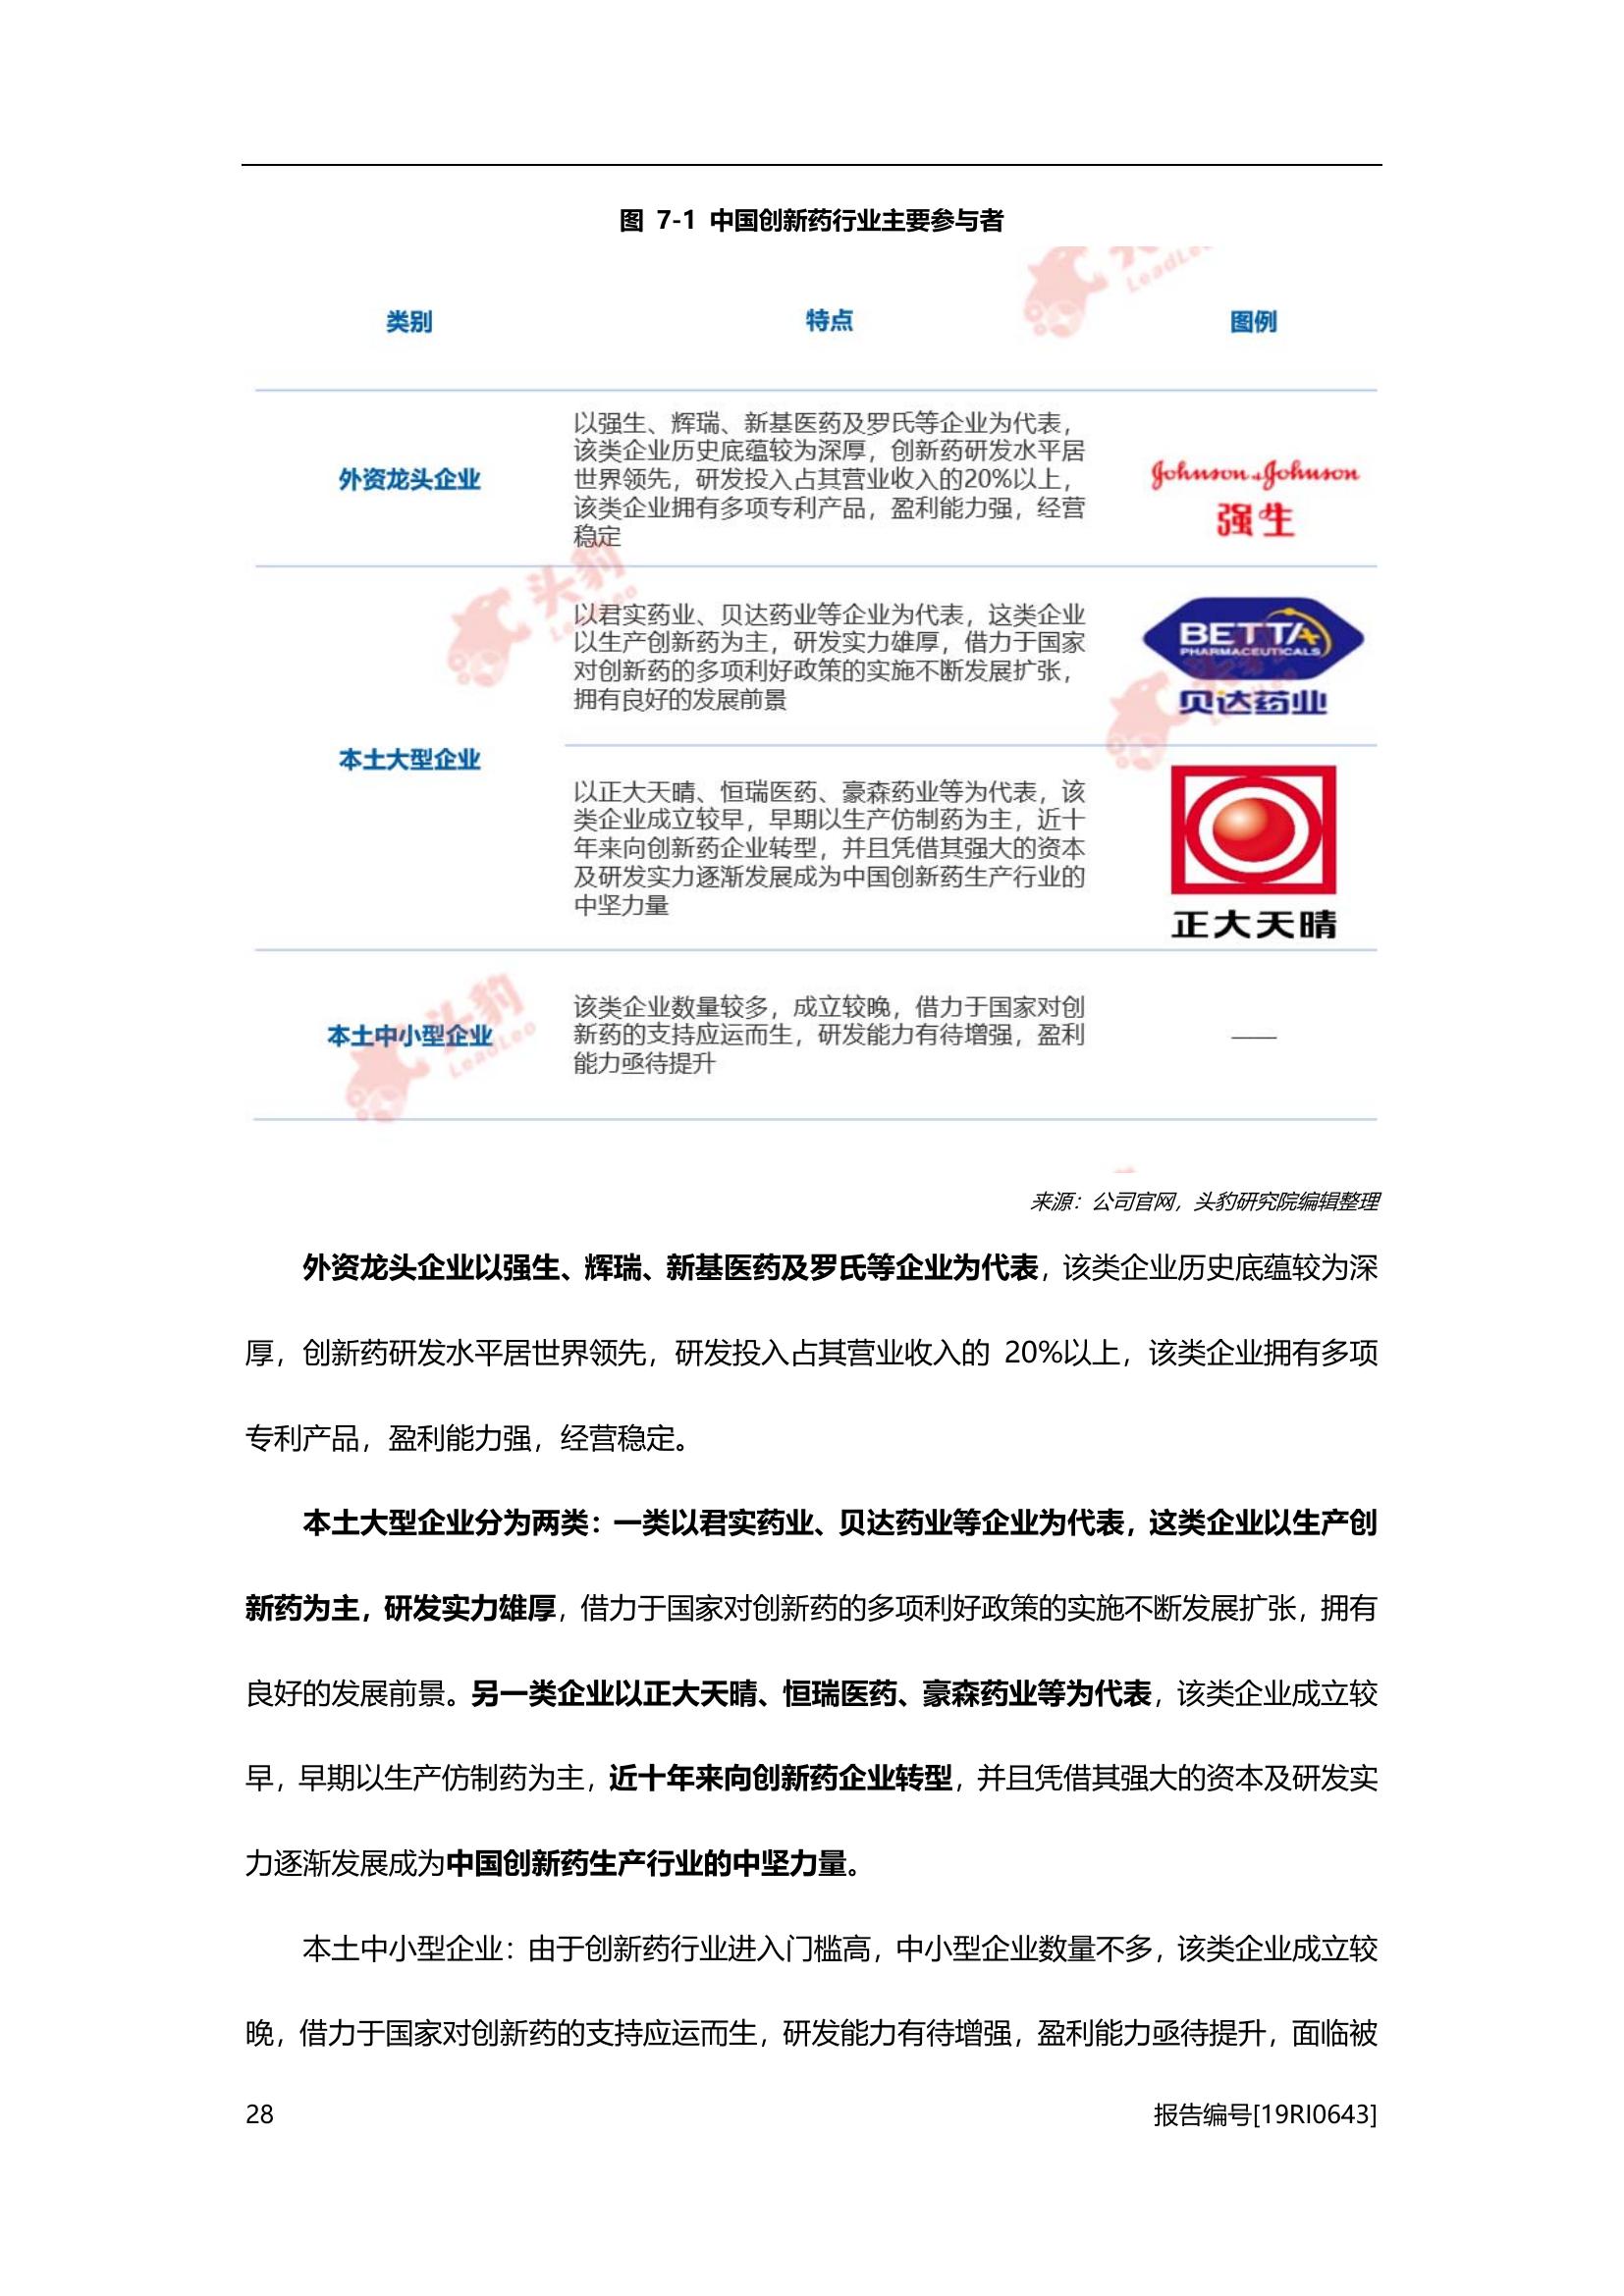 图 7-1 中国创新药行业主要参与者
类别
特点
图例
外资龙头企业
以强生、辉瑞、新基医药及罗氏等企业为代表，
该类企业历史底蕴较为深厚，创新药研发水平居
世界领先，研发投入占其营业收入的20%以上，
该类企业拥有多项专利产品，盈利能力强，经营
稳定
Johnson & Johnson
强生
本土大型企业
以君实药业、贝达药业等企业为代表，这类企业
以生产创新药为主，研发实力雄厚，借力于国家
对创新药的多项利好政策的实施不断发展扩张，
拥有良好的发展前景
BETTA
PHARMACEUTICALS
贝达药业
以正大天晴、恒瑞医药、豪森药业等为代表，该
类企业成立较早，早期以生产仿制药为主，近十
年来向创新药企业转型，并且凭借其强大的资本
及研发实力逐渐发展成为中国创新药生产行业的
中坚力量
正大天晴
本土中小型企业
该类企业数量较多，成立较晚，借力于国家对创
新药的支持应运而生，研发能力有待增强，盈利
能力亟待提升
——
头豹
LeadLeo
来源：公司官网，头豹研究院编辑整理
外资龙头企业以强生、辉瑞、新基医药及罗氏等企业为代表，该类企业历史底蕴较为深
厚，创新药研发水平居世界领先，研发投入占其营业收入的 20%以上，该类企业拥有多项
专利产品，盈利能力强，经营稳定。
本土大型企业分为两类：一类以君实药业、贝达药业等企业为代表，这类企业以生产创
新药为主，研发实力雄厚，借力于国家对创新药的多项利好政策的实施不断发展扩张，拥有
良好的发展前景。另一类企业以正大天晴、恒瑞医药、豪森药业等为代表，该类企业成立较
早，早期以生产仿制药为主，近十年来向创新药企业转型，并且凭借其强大的资本及研发实
力逐渐发展成为中国创新药生产行业的中坚力量。
本土中小型企业：由于创新药行业进入门槛高，中小型企业数量不多，该类企业成立较
晚，借力于国家对创新药的支持应运而生，研发能力有待增强，盈利能力亟待提升，面临被
28
报告编号[19RI0643]